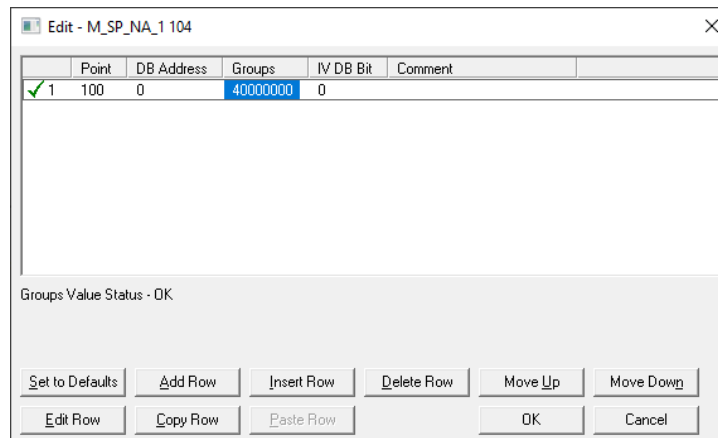 Edit - M_SP_NA_1 104
Point DB Address Groups IV DB Bit Comment
1 100 0 40000000 0
Groups Value Status - OK
Set to Defaults Add Row Insert Row Delete Row Move Up Move Down
Edit Row Copy Row Paste Row OK Cancel